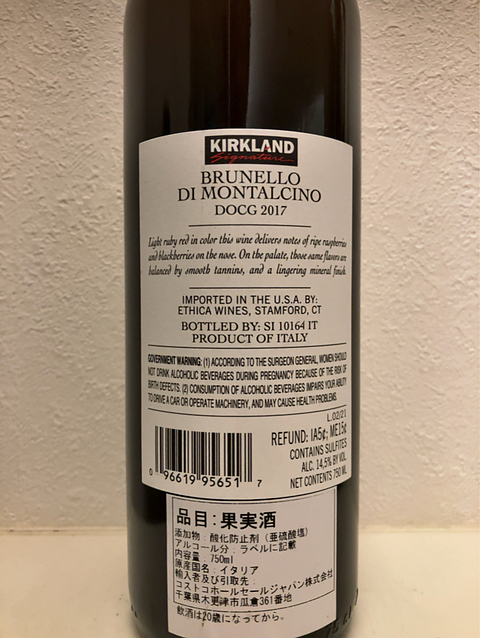 KIRKLAND
Signature
BRUNELLO
DI MONTALCINO
DOCG 2017
Light ruby red in color this wine delivers notes of ripe raspberries
and blackberries on the nose. On the palate, those same flavors are
balanced by smooth tannins, and a lingering mineral finish.
IMPORTED IN THE U.S.A. BY:
ETHICA WINES, STAMFORD, CT
BOTTLED BY: SI 10164 IT
PRODUCT OF ITALY
GOVERNMENT WARNING: (1) ACCORDING TO THE SURGEON GENERAL, WOMEN SHOULD
NOT DRINK ALCOHOLIC BEVERAGES DURING PREGNANCY BECAUSE OF THE RISK OF
BIRTH DEFECTS. (2) CONSUMPTION OF ALCOHOLIC BEVERAGES IMPAIRS YOUR ABILITY
TO DRIVE A CAR OR OPERATE MACHINERY, AND MAY CAUSE HEALTH PROBLEMS.
L.02/21
REFUND: IA5¢; ME15¢
CONTAINS SULFITES
ALC. 14,5% BY VOL.
NET CONTENTS 750 ML
0 96619 95651 7
品目:果実酒
添加物:酸化防止剤(亜硫酸塩)
アルコール分:ラベルに記載
内容量:750ml
原産国名:イタリア
輸入者及び引取先:
コストコホールセールジャパン株式会社
千葉県木更津市瓜倉361番地
飲酒は20歳になってから。